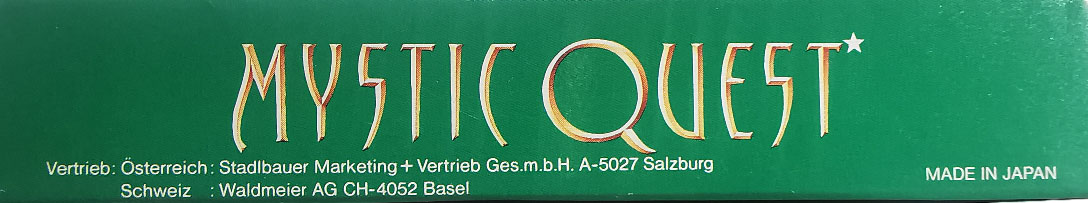 MYSTIC QUEST
Vertrieb: Österreich: Stadlbauer Marketing + Vertrieb Ges.m.b.H. A-5027 Salzburg
Schweiz : Waldmeier AG CH-4052 Basel
MADE IN JAPAN